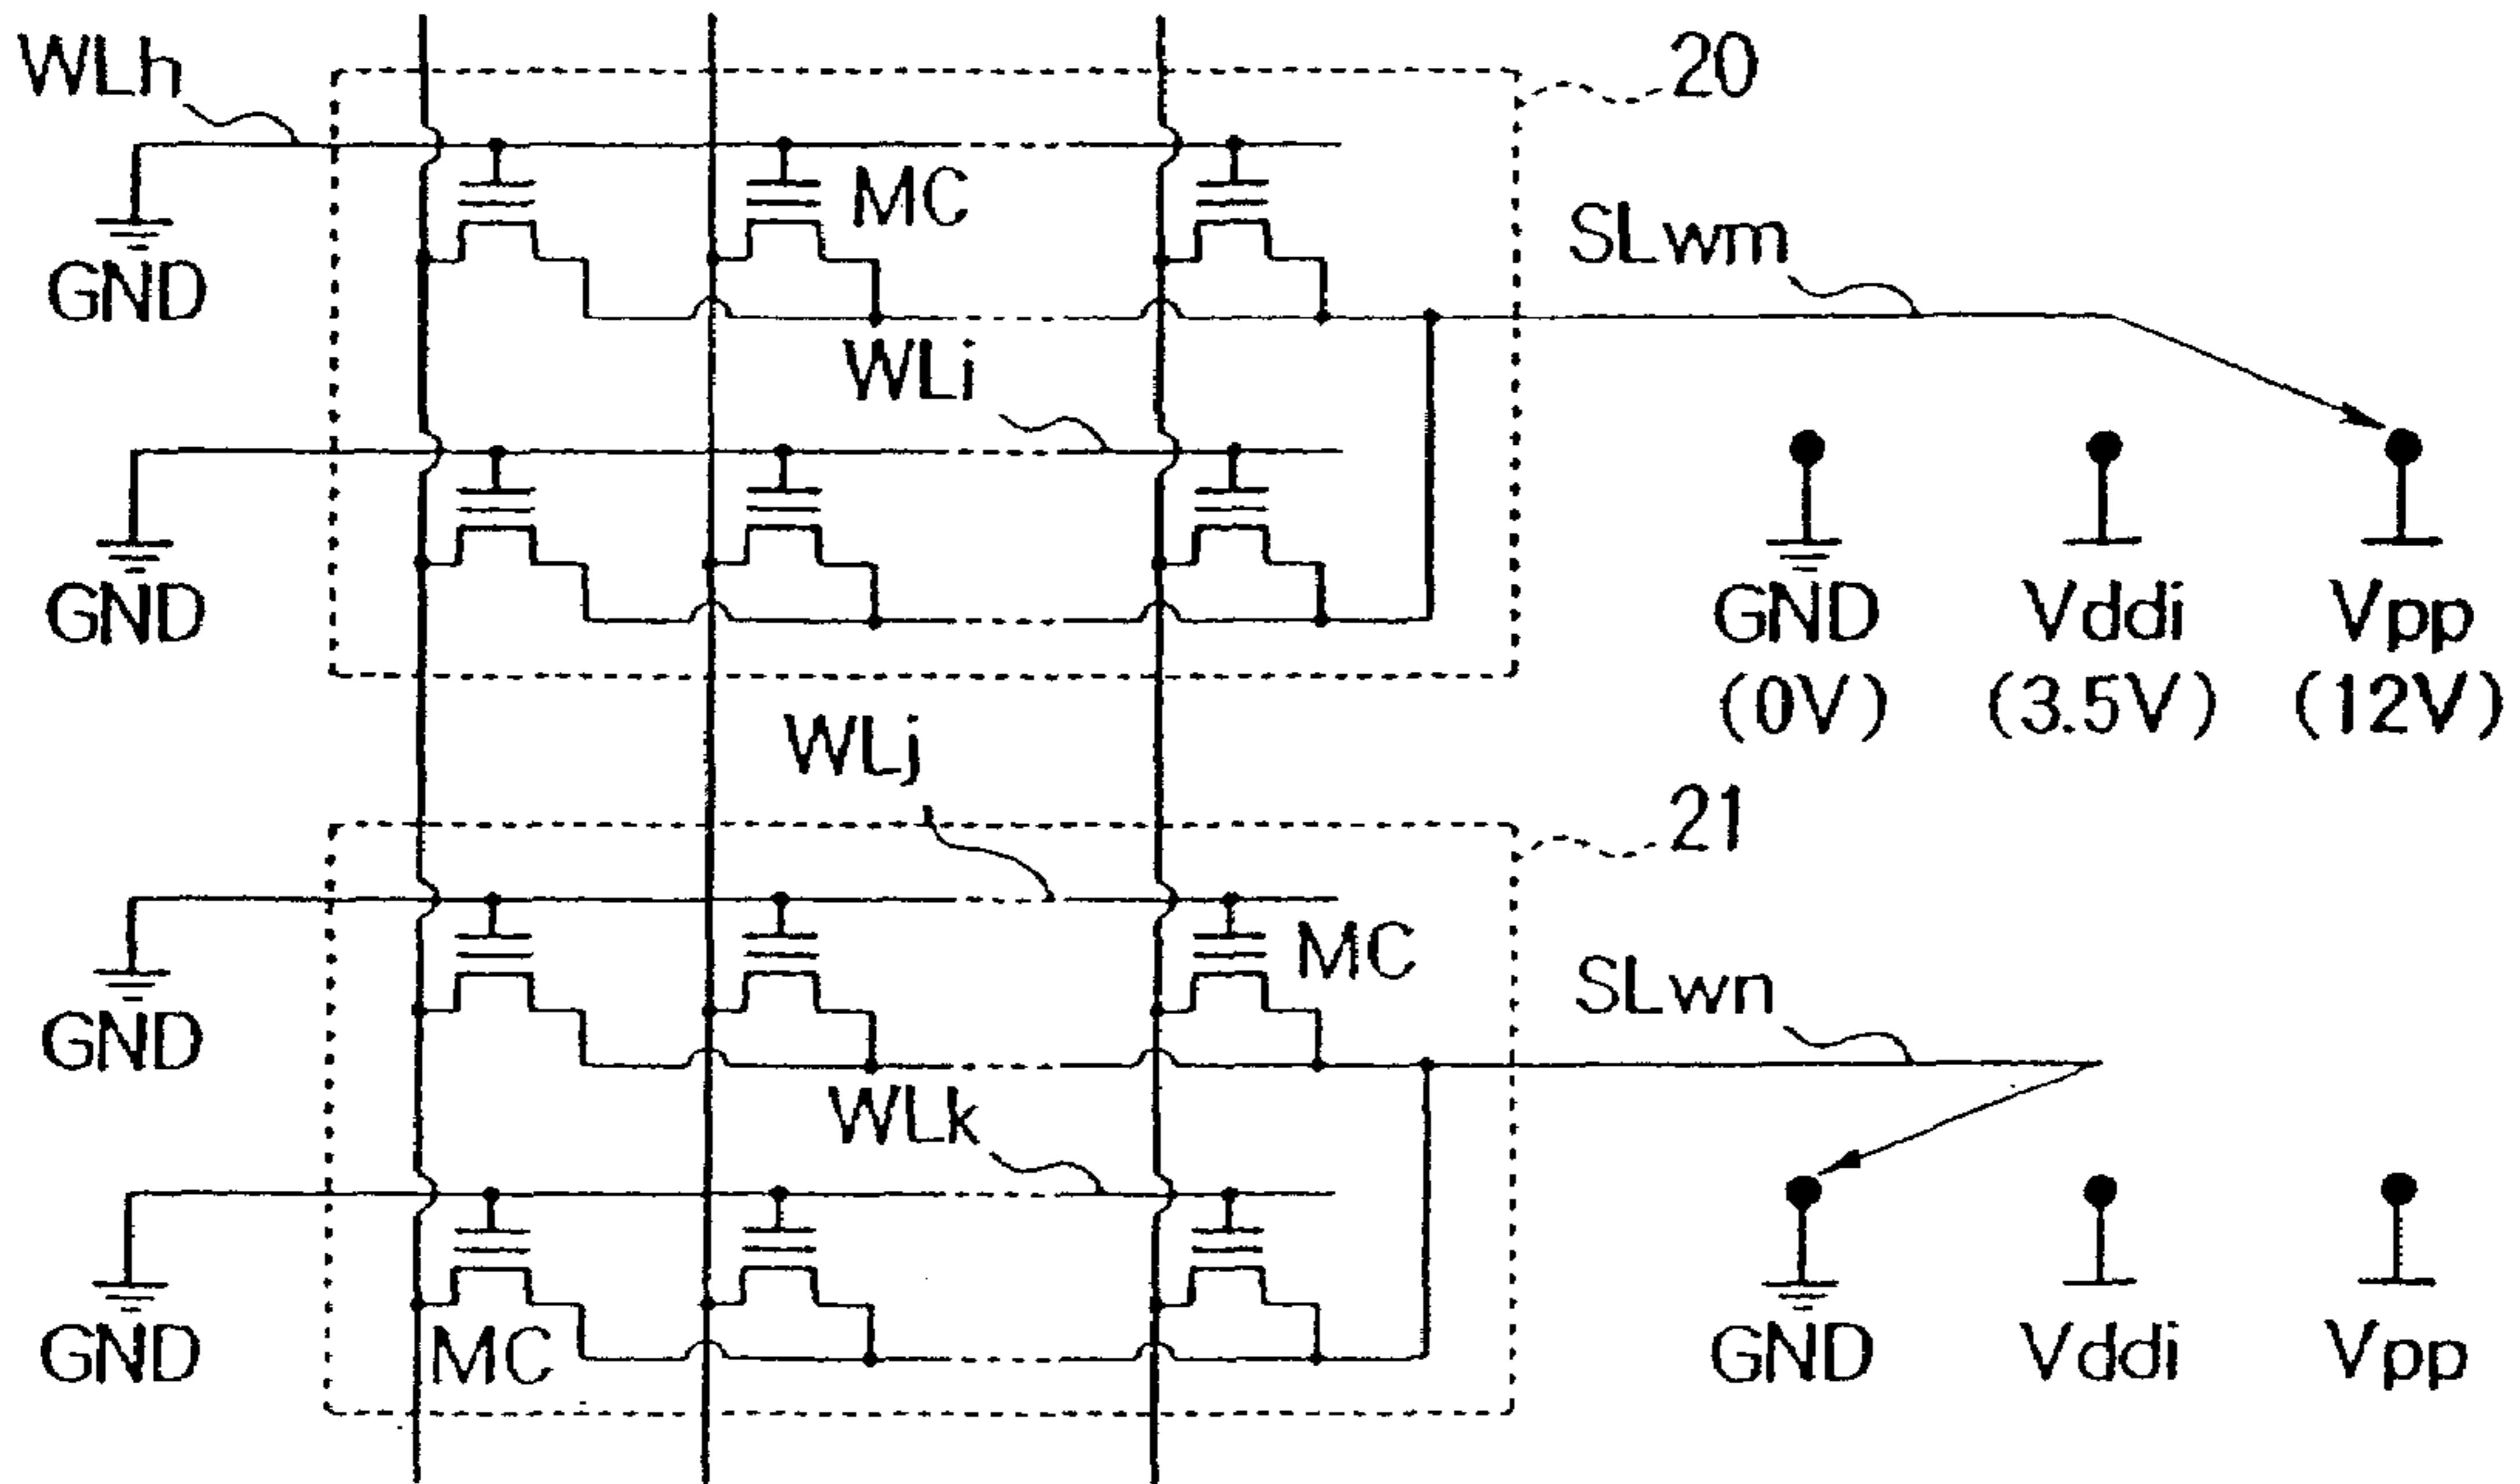 WLh
20
MC
GND
SLwm
WLi
GND
GND Vddi Vpp
(0V) (3.5V) (12V)
WLj
21
MC
GND
SLwn
WLk
GND
MC
GND Vddi Vpp